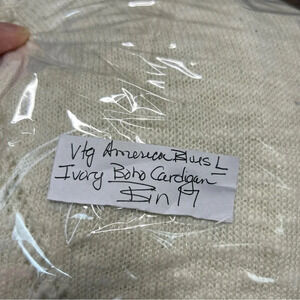 Vtg America Blues L
Ivory Boho Cardigan
Bin 17